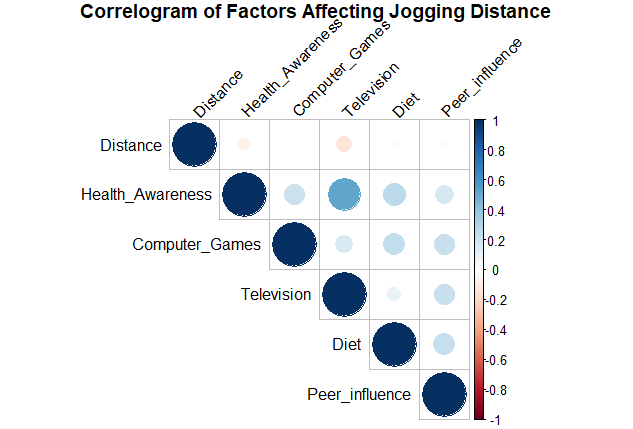 Correlogram of Factors Affecting Jogging Distance
Distance
Health_Awareness
Computer_Games
Television
Diet
Peer_influence
Distance
Health_Awareness
Computer_Games
Television
Diet
Peer_influence
1
0.8
0.6
0.4
0.2
0
-0.2
-0.4
-0.6
-0.8
-1